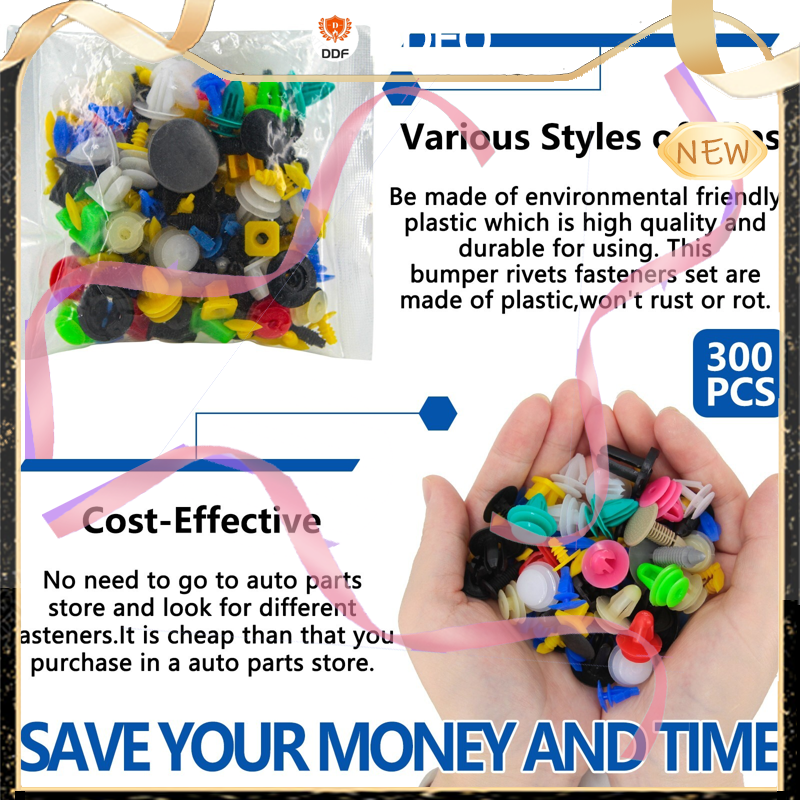 DDF
Various Styles
NEW
Be made of environmental friendly
plastic which is high quality and
durable for using. This
bumper rivets fasteners set are
made of plastic,won't rust or rot.
300
PCS
Cost-Effective
No need to go to auto parts
store and look for different
asteners.It is cheap than that you
purchase in a auto parts store.
SAVE YOUR MONEY AND TIME